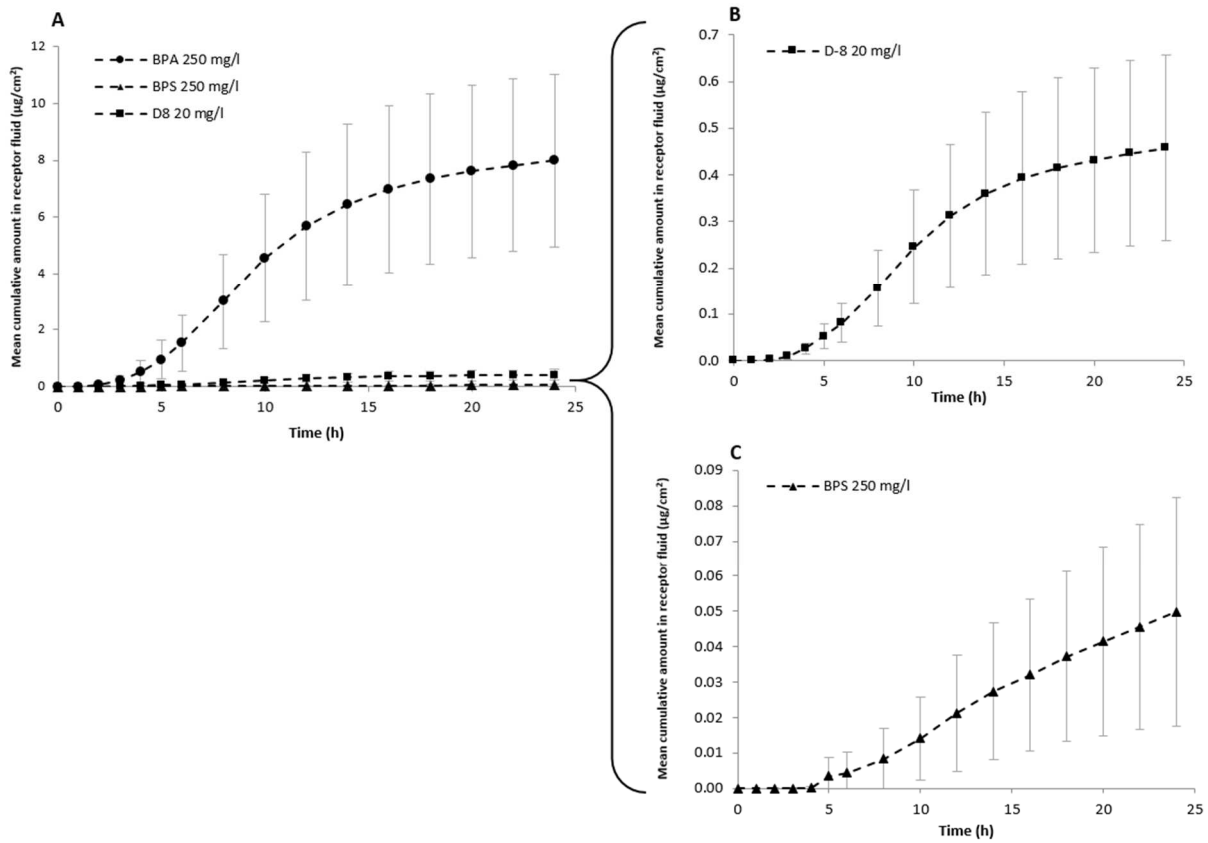 A
Mean cumulative amount in receptor fluid (µg/cm²)
12
10
8
6
4
2
0
BPA 250 mg/l
BPS 250 mg/l
D8 20 mg/l
0 5 10 15 20 25
Time (h)
B
Mean cumulative amount in receptor fluid (µg/cm²)
0.7
0.6
0.5
0.4
0.3
0.2
0.1
0.0
D-8 20 mg/l
0 5 10 15 20 25
Time (h)
C
Mean cumulative amount in receptor fluid (µg/cm²)
0.09
0.08
0.07
0.06
0.05
0.04
0.03
0.02
0.01
0.00
BPS 250 mg/l
0 5 10 15 20 25
Time (h)